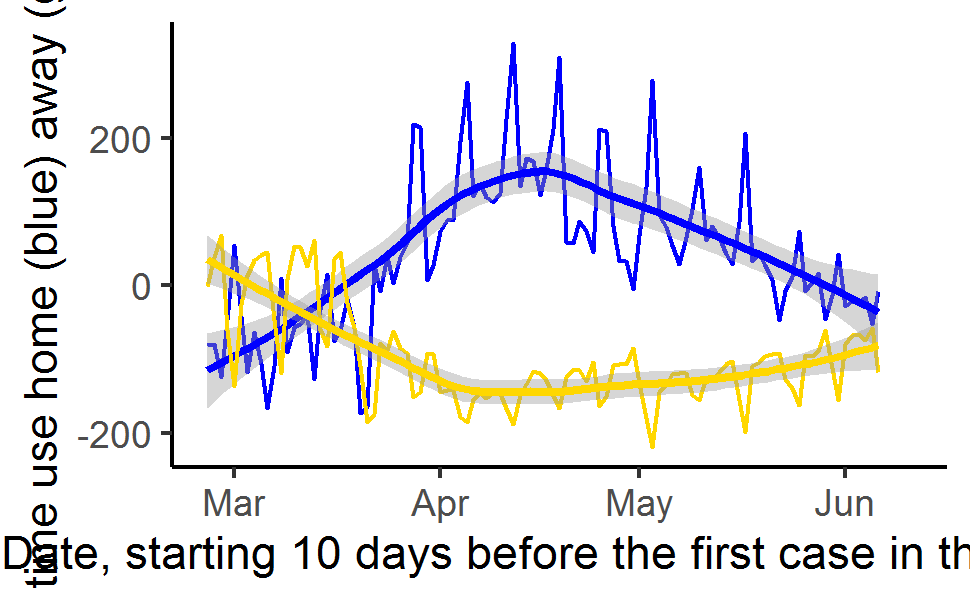 time use home (blue) away (
200
0
-200
Mar Apr May Jun
Date, starting 10 days before the first case in th